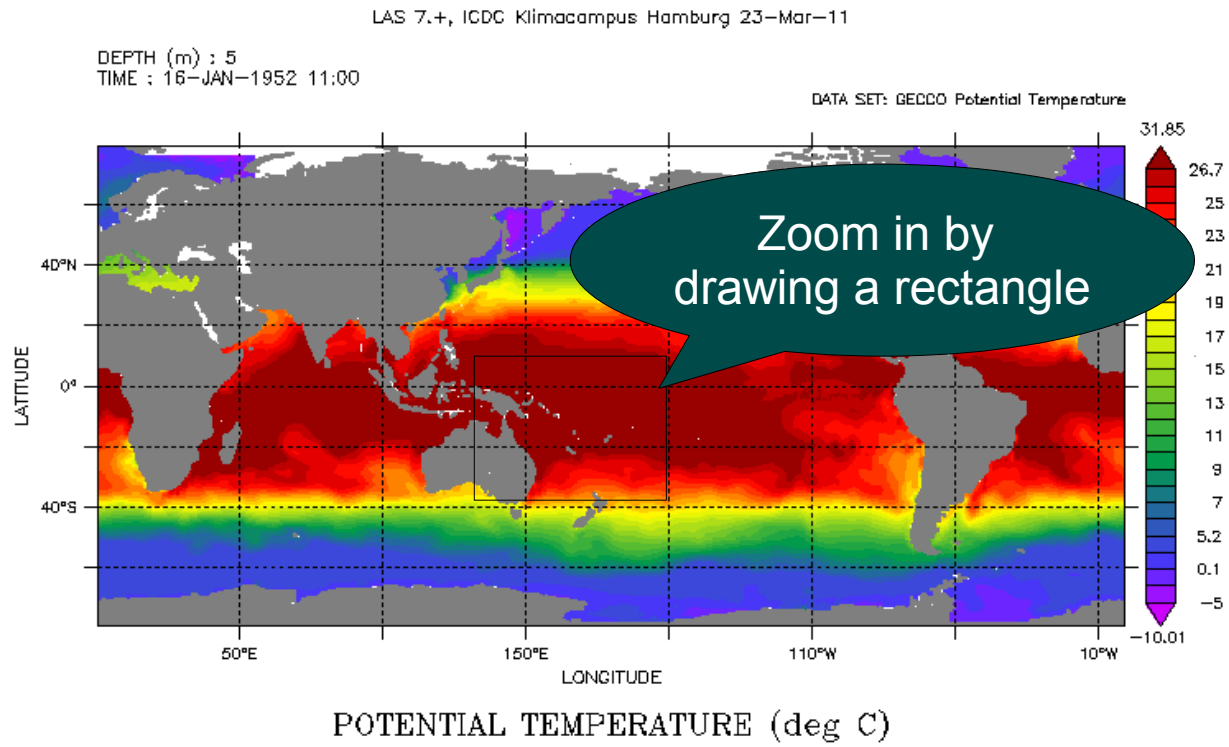 LAS 7.+, ICDC Klimacampus Hamburg 23-Mar-11
DEPTH (m) : 5
TIME : 16-JAN-1952 11:00
DATA SET: GECCO Potential Temperature
31.85
26.7
25
23
21
19
17
15
13
11
9
7
5.2
0.1
-5
-10.01
Zoom in by
drawing a rectangle
40°N
0°
40°S
LATITUDE
50°E
150°E
110°W
10°W
LONGITUDE
POTENTIAL TEMPERATURE (deg C)